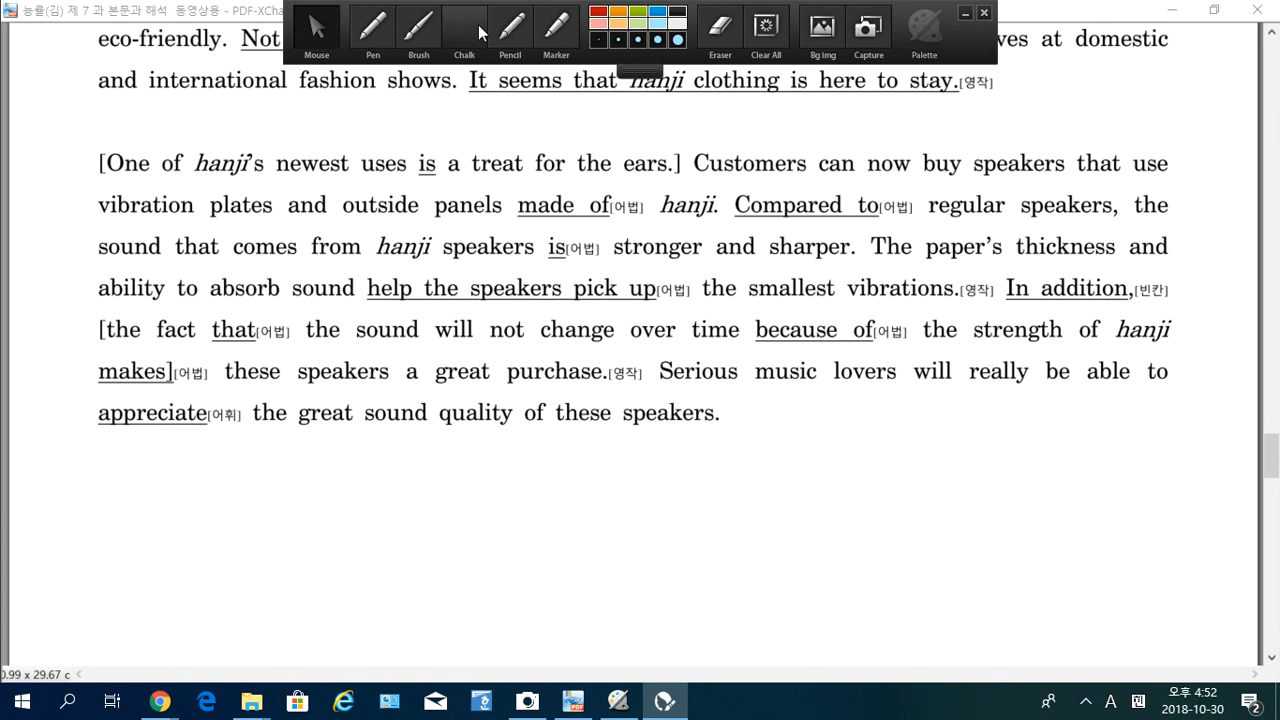 능률(김) 제 7 과 본문과 해석 동영상용 - PDF-XCha
Mouse Pen Brush Chalk Pencil Marker Eraser Clear All Bg Img Capture Palette
eco-friendly. Not ves at domestic
and international fashion shows. It seems that hanji clothing is here to stay.[영작]
[One of hanji's newest uses is a treat for the ears.] Customers can now buy speakers that use
vibration plates and outside panels made of[어법] hanji. Compared to[어법] regular speakers, the
sound that comes from hanji speakers is[어법] stronger and sharper. The paper's thickness and
ability to absorb sound help the speakers pick up[어법] the smallest vibrations.[영작] In addition,[빈칸]
[the fact that[어법] the sound will not change over time because of[어법] the strength of hanji
makes][어법] these speakers a great purchase.[영작] Serious music lovers will really be able to
appreciate[어휘] the great sound quality of these speakers.
0.99 x 29.67 c
A 오후 4:52
2018-10-30
2